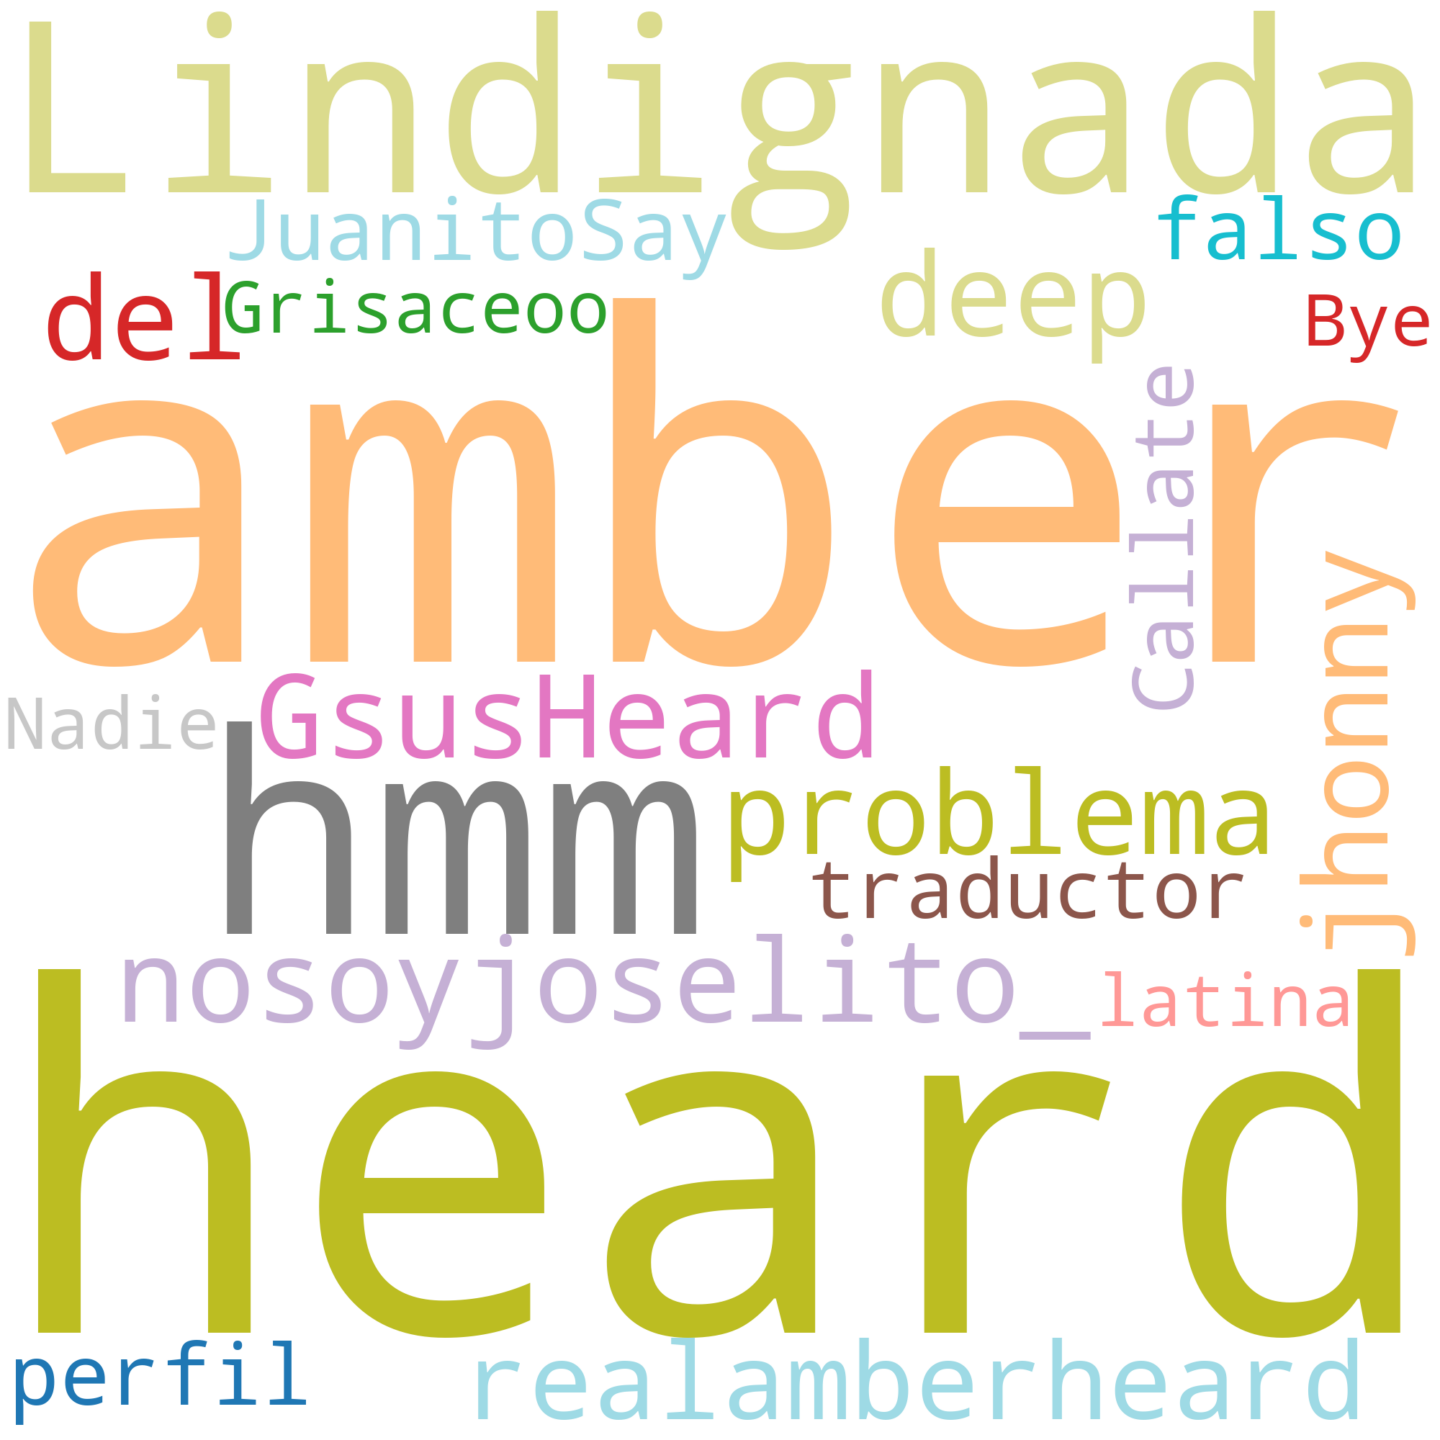 Lindignada
JuanitoSay
falso
del
Grisaceoo
deep
Bye
amber
Callate
jhonny
Nadie
GsusHeard
hmm
problema
traductor
nosoyjoselito_
latina
heard
perfil
realamberheard